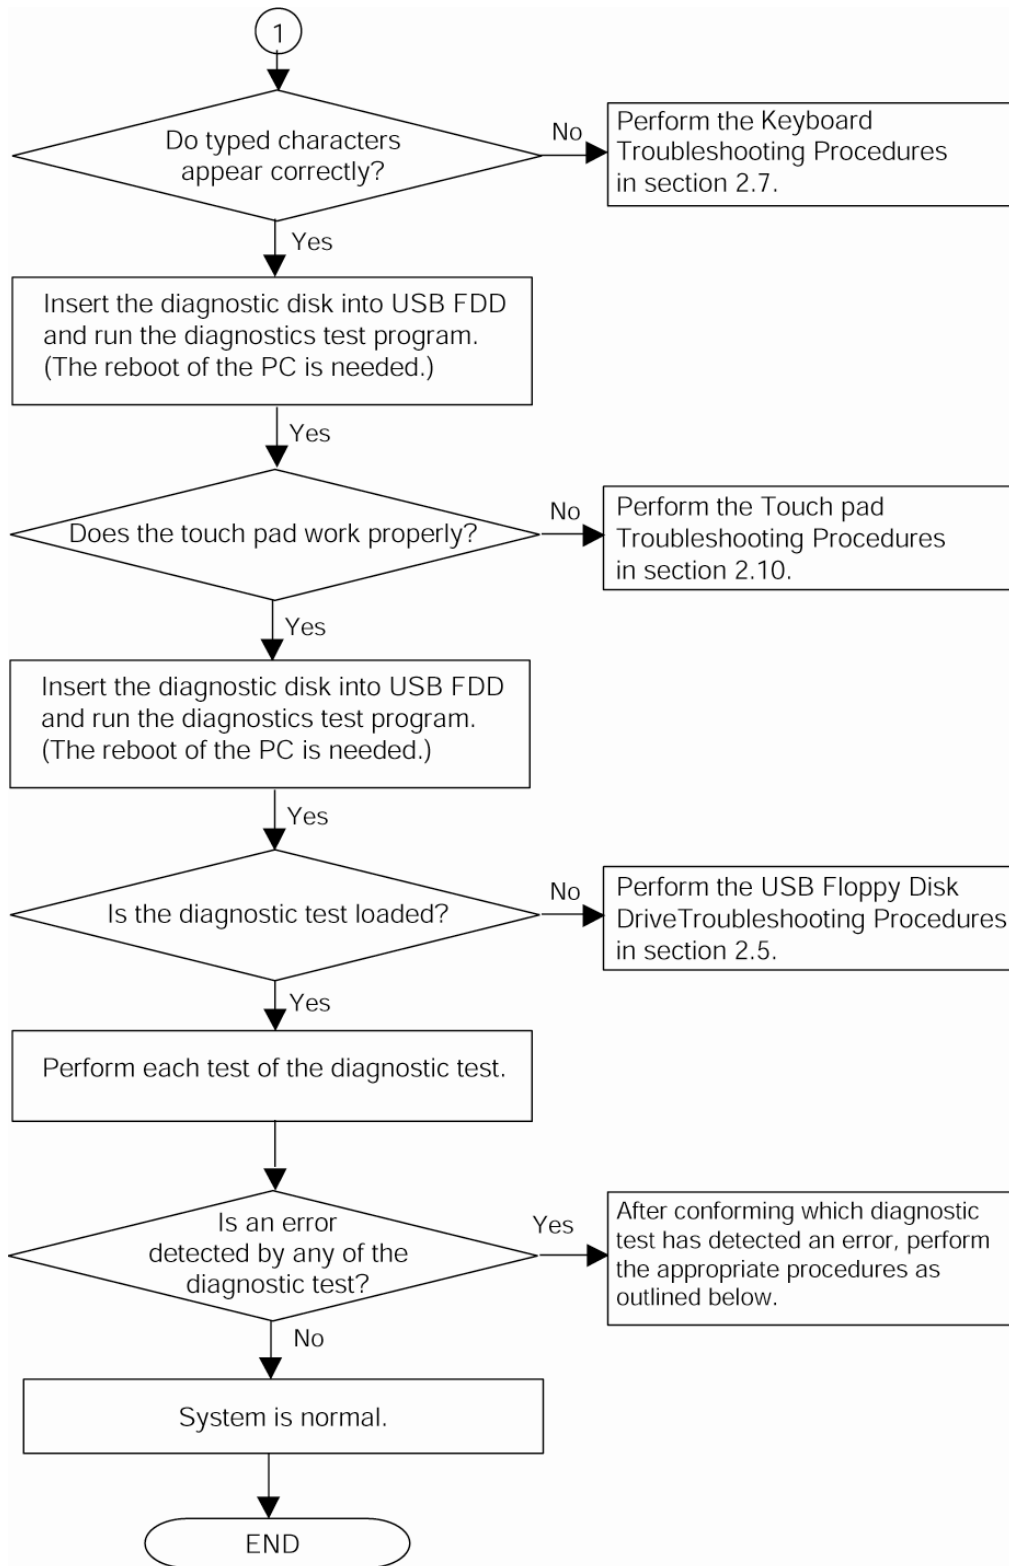 1
Do typed characters
appear correctly?
No
Perform the Keyboard
Troubleshooting Procedures
in section 2.7.
Yes
Insert the diagnostic disk into USB FDD
and run the diagnostics test program.
(The reboot of the PC is needed.)
Yes
Does the touch pad work properly?
No
Perform the Touch pad
Troubleshooting Procedures
in section 2.10.
Yes
Insert the diagnostic disk into USB FDD
and run the diagnostics test program.
(The reboot of the PC is needed.)
Yes
Is the diagnostic test loaded?
No
Perform the USB Floppy Disk
DriveTroubleshooting Procedures
in section 2.5.
Yes
Perform each test of the diagnostic test.
Is an error
detected by any of the
diagnostic test?
Yes
After conforming which diagnostic
test has detected an error, perform
the appropriate procedures as
outlined below.
No
System is normal.
END